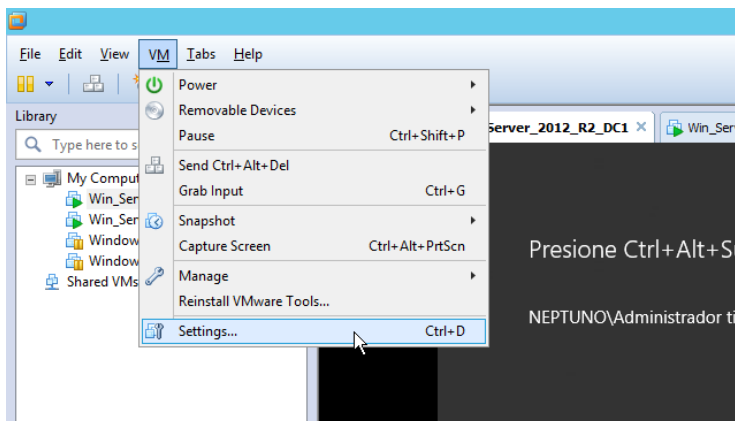 File Edit View VM Tabs Help
Library
Type here to s
My Comput
Win_Ser
Win_Ser
Window
Window
Shared VMs
Power
Removable Devices
Pause Ctrl+Shift+P
Send Ctrl+Alt+Del
Grab Input Ctrl+G
Snapshot
Capture Screen Ctrl+Alt+PrtScn
Manage
Reinstall VMware Tools...
Settings... Ctrl+D
Server_2012_R2_DC1 Win_Ser
Presione Ctrl+Alt+S
NEPTUNO\Administrador ti